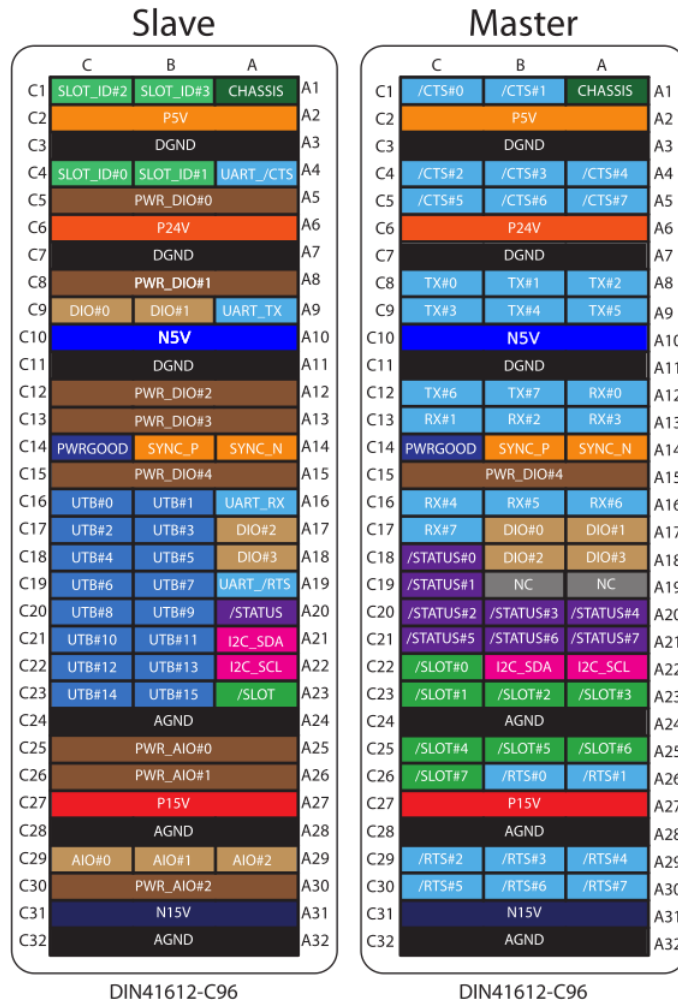 Slave Master
C B A C B A
C1 SLOT_ID#2 SLOT_ID#3 CHASSIS A1 C1 /CTS#0 /CTS#1 CHASSIS A1
C2 P5V A2 C2 P5V A2
C3 DGND A3 C3 DGND A3
C4 SLOT_ID#0 SLOT_ID#1 UART_/CTS A4 C4 /CTS#2 /CTS#3 /CTS#4 A4
C5 PWR_DIO#0 A5 C5 /CTS#5 /CTS#6 /CTS#7 A5
C6 P24V A6 C6 P24V A6
C7 DGND A7 C7 DGND A7
C8 PWR_DIO#1 A8 C8 TX#0 TX#1 TX#2 A8
C9 DIO#0 DIO#1 UART_TX A9 C9 TX#3 TX#4 TX#5 A9
C10 N5V A10 C10 N5V A10
C11 DGND A11 C11 DGND A11
C12 PWR_DIO#2 A12 C12 TX#6 TX#7 RX#0 A12
C13 PWR_DIO#3 A13 C13 RX#1 RX#2 RX#3 A13
C14 PWRGOOD SYNC_P SYNC_N A14 C14 PWRGOOD SYNC_P SYNC_N A14
C15 PWR_DIO#4 A15 C15 PWR_DIO#4 A15
C16 UTB#0 UTB#1 UART_RX A16 C16 RX#4 RX#5 RX#6 A16
C17 UTB#2 UTB#3 DIO#2 A17 C17 RX#7 DIO#0 DIO#1 A17
C18 UTB#4 UTB#5 DIO#3 A18 C18 /STATUS#0 DIO#2 DIO#3 A18
C19 UTB#6 UTB#7 UART_/RTS A19 C19 /STATUS#1 NC NC A19
C20 UTB#8 UTB#9 /STATUS A20 C20 /STATUS#2 /STATUS#3 /STATUS#4 A20
C21 UTB#10 UTB#11 I2C_SDA A21 C21 /STATUS#5 /STATUS#6 /STATUS#7 A21
C22 UTB#12 UTB#13 I2C_SCL A22 C22 /SLOT#0 I2C_SDA I2C_SCL A22
C23 UTB#14 UTB#15 /SLOT A23 C23 /SLOT#1 /SLOT#2 /SLOT#3 A23
C24 AGND A24 C24 AGND A24
C25 PWR_AIO#0 A25 C25 /SLOT#4 /SLOT#5 /SLOT#6 A25
C26 PWR_AIO#1 A26 C26 /SLOT#7 /RTS#0 /RTS#1 A26
C27 P15V A27 C27 P15V A27
C28 AGND A28 C28 AGND A28
C29 AIO#0 AIO#1 AIO#2 A29 C29 /RTS#2 /RTS#3 /RTS#4 A29
C30 PWR_AIO#2 A30 C30 /RTS#5 /RTS#6 /RTS#7 A30
C31 N15V A31 C31 N15V A31
C32 AGND A32 C32 AGND A32
DIN41612-C96 DIN41612-C96